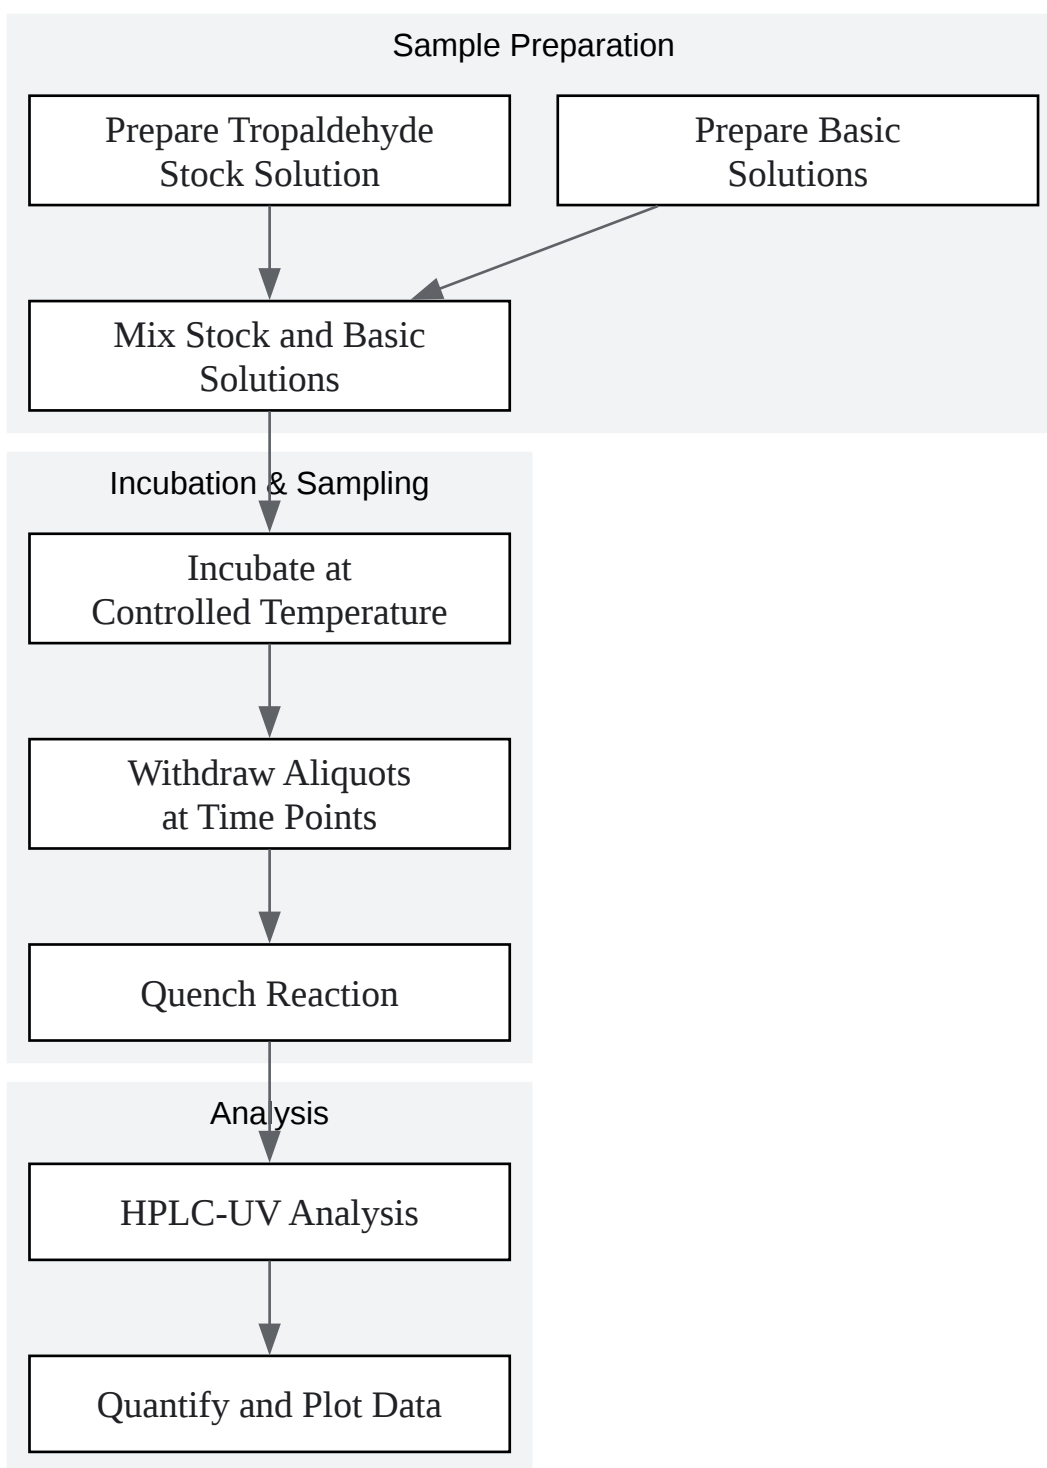 Sample Preparation
Prepare Tropaldehyde
Stock Solution
Prepare Basic
Solutions
Mix Stock and Basic
Solutions
Incubation & Sampling
Incubate at
Controlled Temperature
Withdraw Aliquots
at Time Points
Quench Reaction
Analysis
HPLC-UV Analysis
Quantify and Plot Data